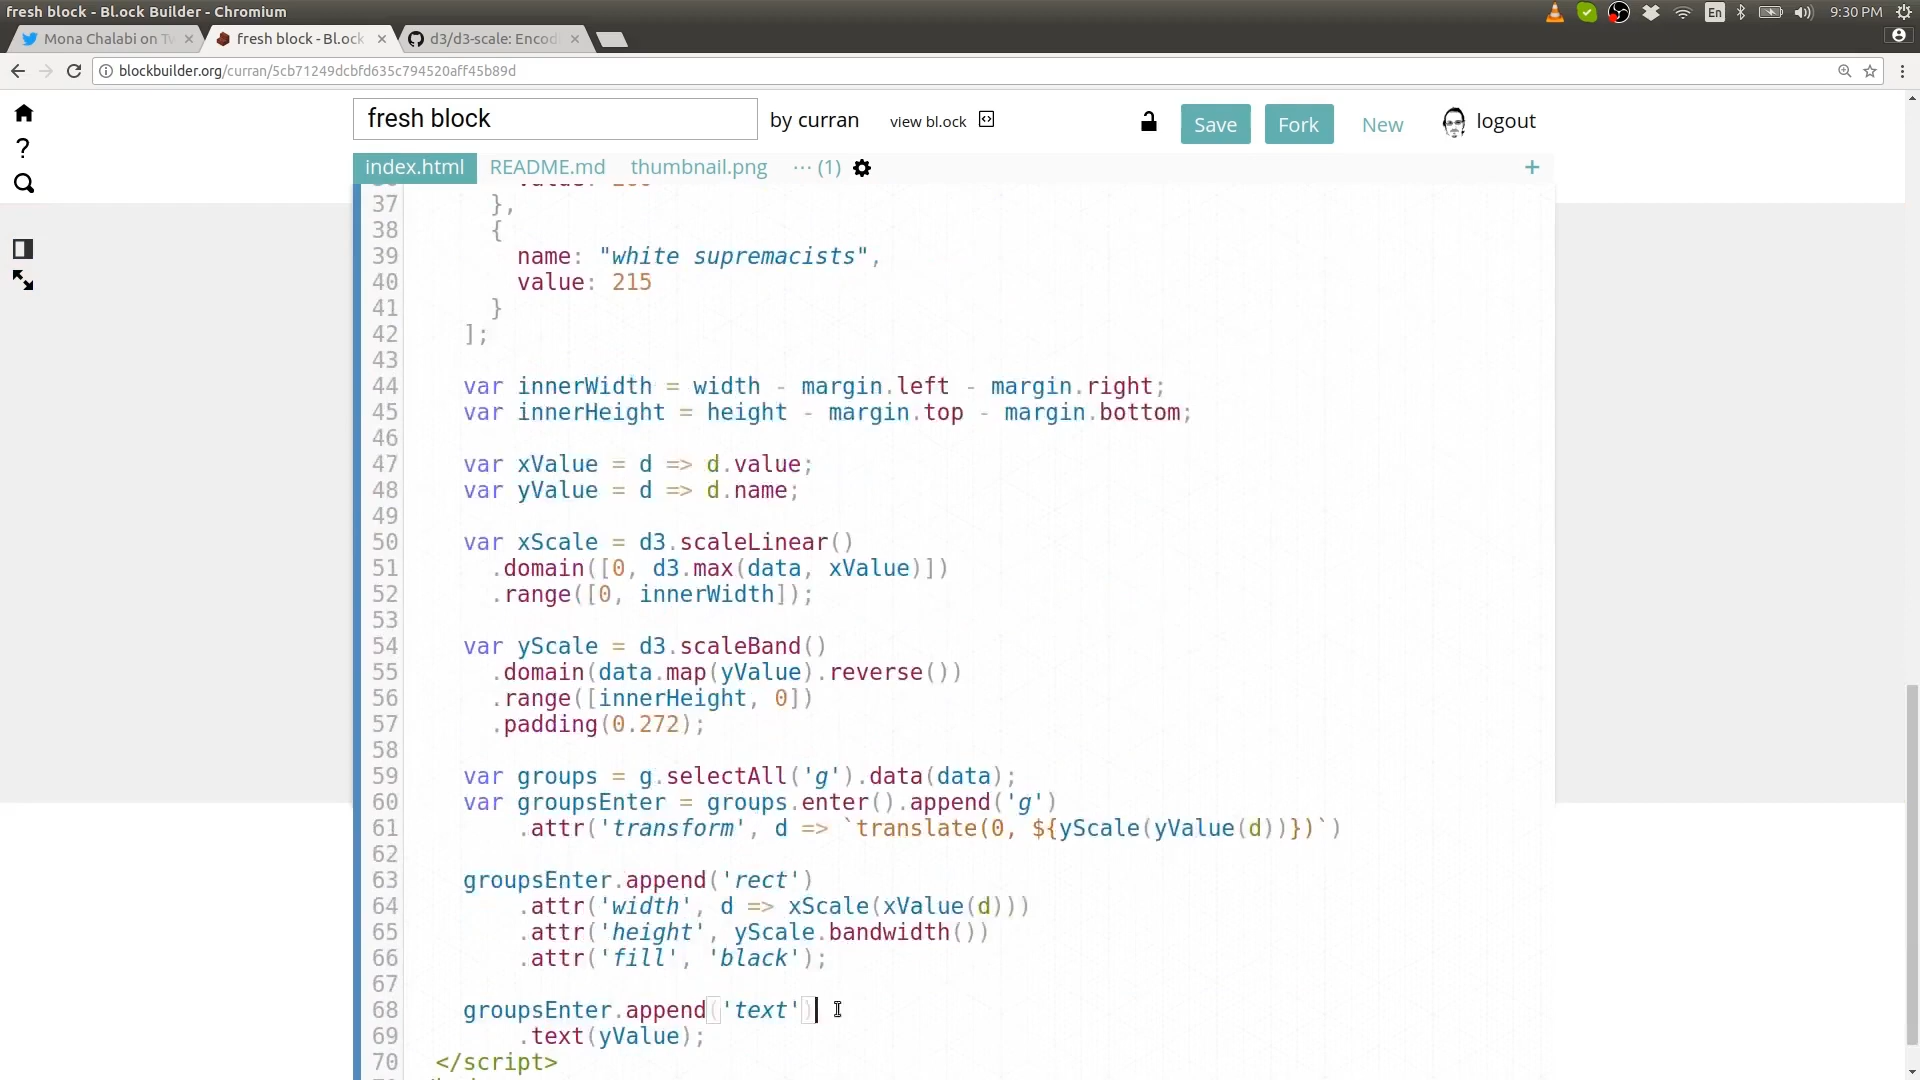 fresh block - Bl.ock Builder - Chromium
En
9:30 PM
Mona Chalabi on Tw
fresh block - Bl.ock
d3/d3-scale: Encod
blockbuilder.org/curran/5cb71249dcbfd635c794520aff45b89d
fresh block
by curran
view bl.ock
Save
Fork
New
logout
index.html
README.md
thumbnail.png
··· (1)
+
?
37 },
38 {
39 name: "white supremacists",
40 value: 215
41 }
42 ];
43
44 var innerWidth = width - margin.left - margin.right;
45 var innerHeight = height - margin.top - margin.bottom;
46
47 var xValue = d => d.value;
48 var yValue = d => d.name;
49
50 var xScale = d3.scaleLinear()
51 .domain([0, d3.max(data, xValue)])
52 .range([0, innerWidth]);
53
54 var yScale = d3.scaleBand()
55 .domain(data.map(yValue).reverse())
56 .range([innerHeight, 0])
57 .padding(0.272);
58
59 var groups = g.selectAll('g').data(data);
60 var groupsEnter = groups.enter().append('g')
61 .attr('transform', d => `translate(0, ${yScale(yValue(d))})`)
62
63 groupsEnter.append('rect')
64 .attr('width', d => xScale(xValue(d)))
65 .attr('height', yScale.bandwidth())
66 .attr('fill', 'black');
67
68 groupsEnter.append('text')
69 .text(yValue);
70 </script>